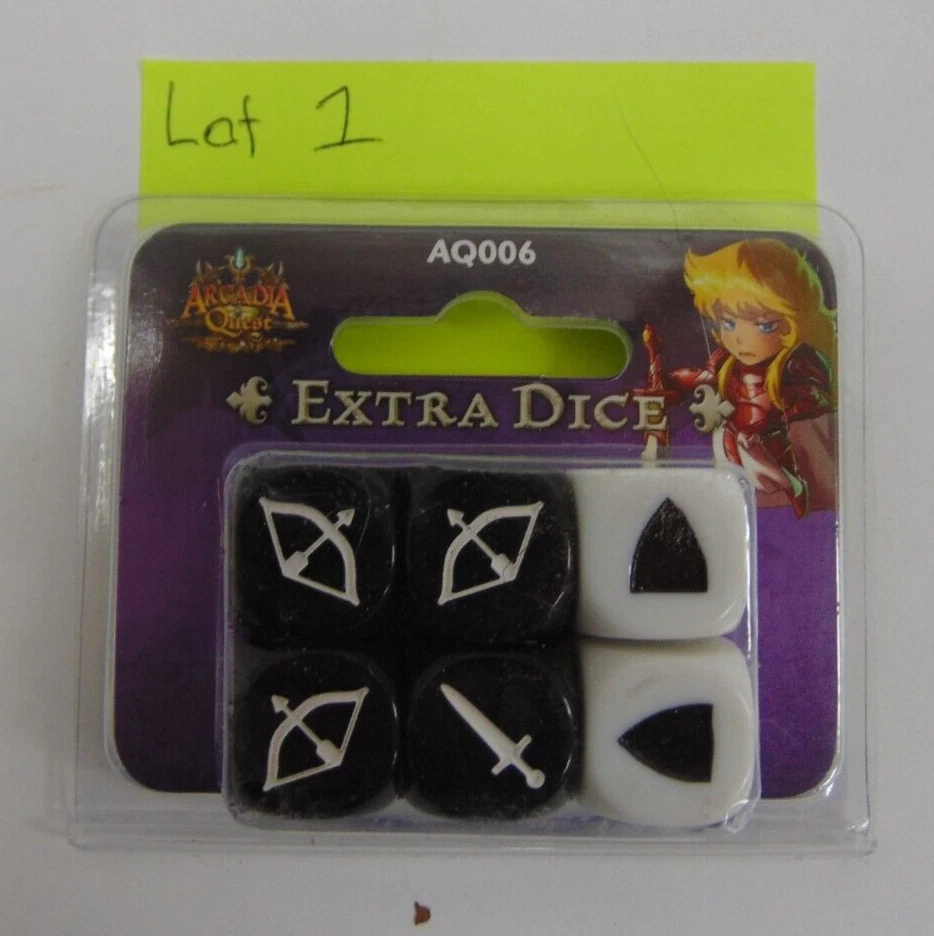 Lot 1
AQ006
ARCADIA
Quest
EXTRA DICE